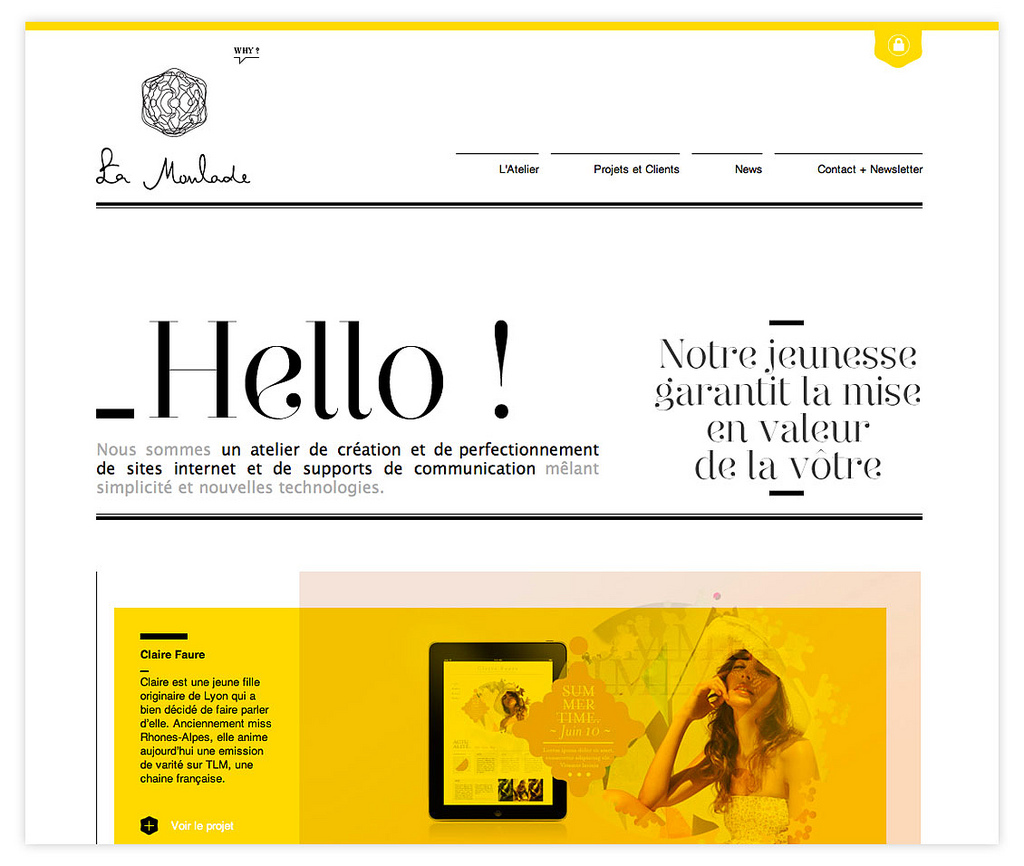 WHY ?
La Moulade
L'Atelier
Projets et Clients
News
Contact + Newsletter
_Hello !
Nous sommes un atelier de création et de perfectionnement
de sites internet et de supports de communication mêlant
simplicité et nouvelles technologies.
Notre jeunesse
garantit la mise
en valeur
de la vôtre
Claire Faure
Claire est une jeune fille
originaire de Lyon qui a
bien décidé de faire parler
d'elle. Anciennement miss
Rhones-Alpes, elle anime
aujourd'hui une emission
de varité sur TLM, une
chaine française.
Voir le projet
Claire Faure
SUM
MER
TIME.
~ Juin 10 ~